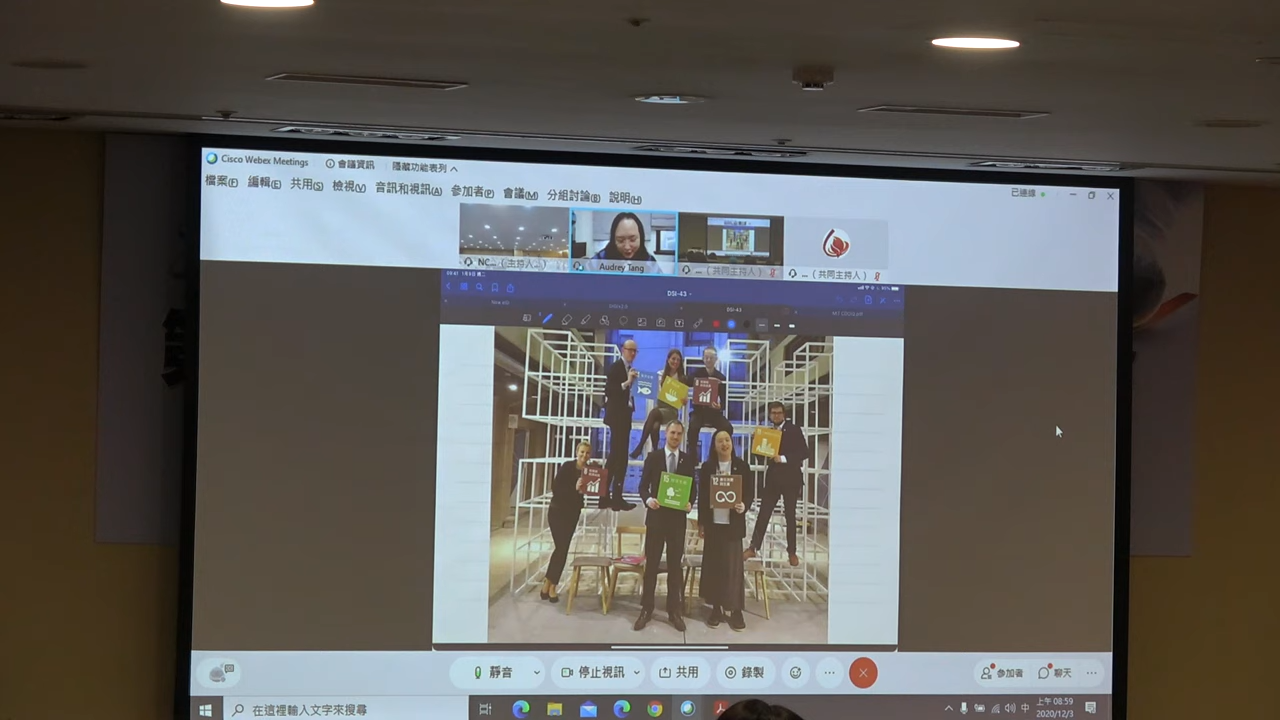 Cisco Webex Meetings 會議資訊 隱藏功能表列
檔案(F) 編輯(E) 共用(S) 檢視(V) 音訊和視訊(A) 參加者(P) 會議(M) 分組討論(B) 說明(H)
已連線
NC... （主持人...）
Audrey Tang
... （共同主持人）
... （共同主持人）
DSI-43
DSI-43
靜音
停止視訊
共用
錄製
參加者
聊天
在這裡輸入文字來搜尋
中
上午 08:59
2020/12/3